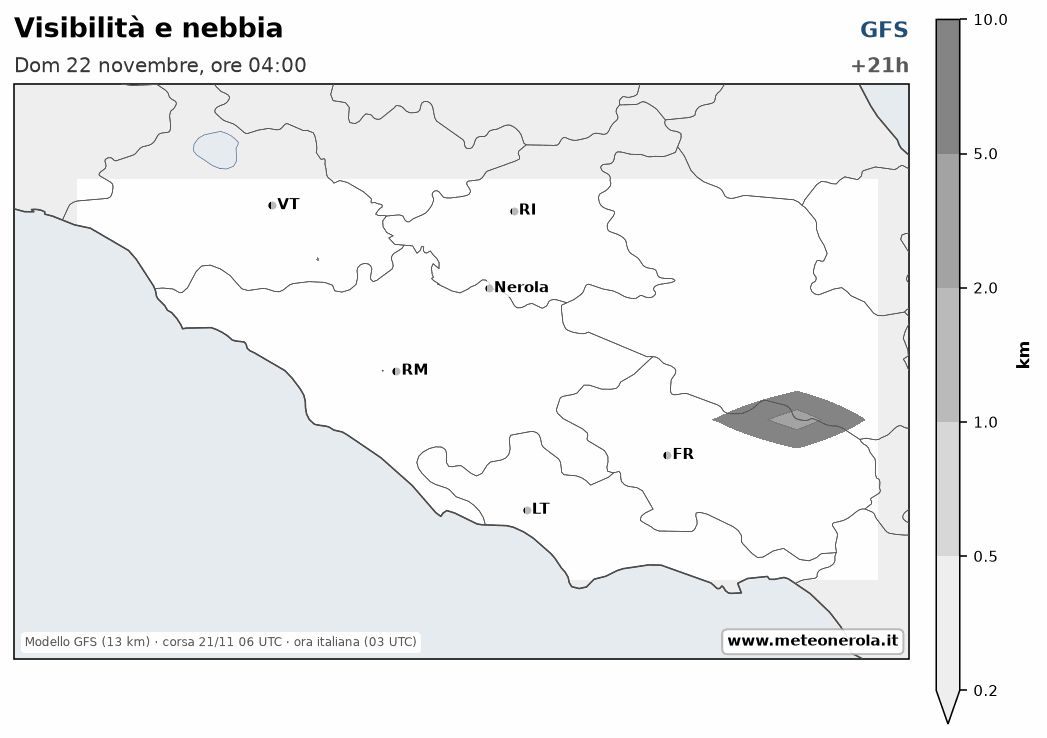 Visibilità e nebbia
GFS
Dom 22 novembre, ore 04:00
+21h
VT
RI
Nerola
RM
FR
LT
Modello GFS (13 km) · corsa 21/11 06 UTC · ora italiana (03 UTC)
www.meteonerola.it
10.0
5.0
2.0
1.0
0.5
0.2
km